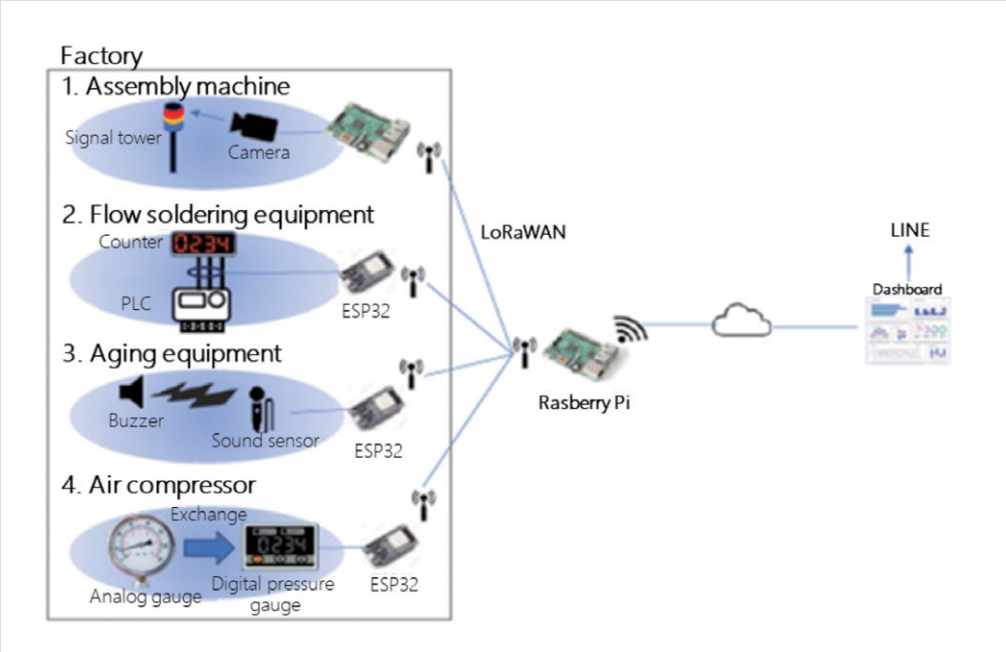 Factory
1. Assembly machine
Signal tower
Camera
2. Flow soldering equipment
Counter
0234
PLC
ESP32
3. Aging equipment
Buzzer
Sound sensor
ESP32
4. Air compressor
Exchange
0234
Analog gauge
Digital pressure
gauge
ESP32
LoRaWAN
Rasberry Pi
LINE
Dashboard